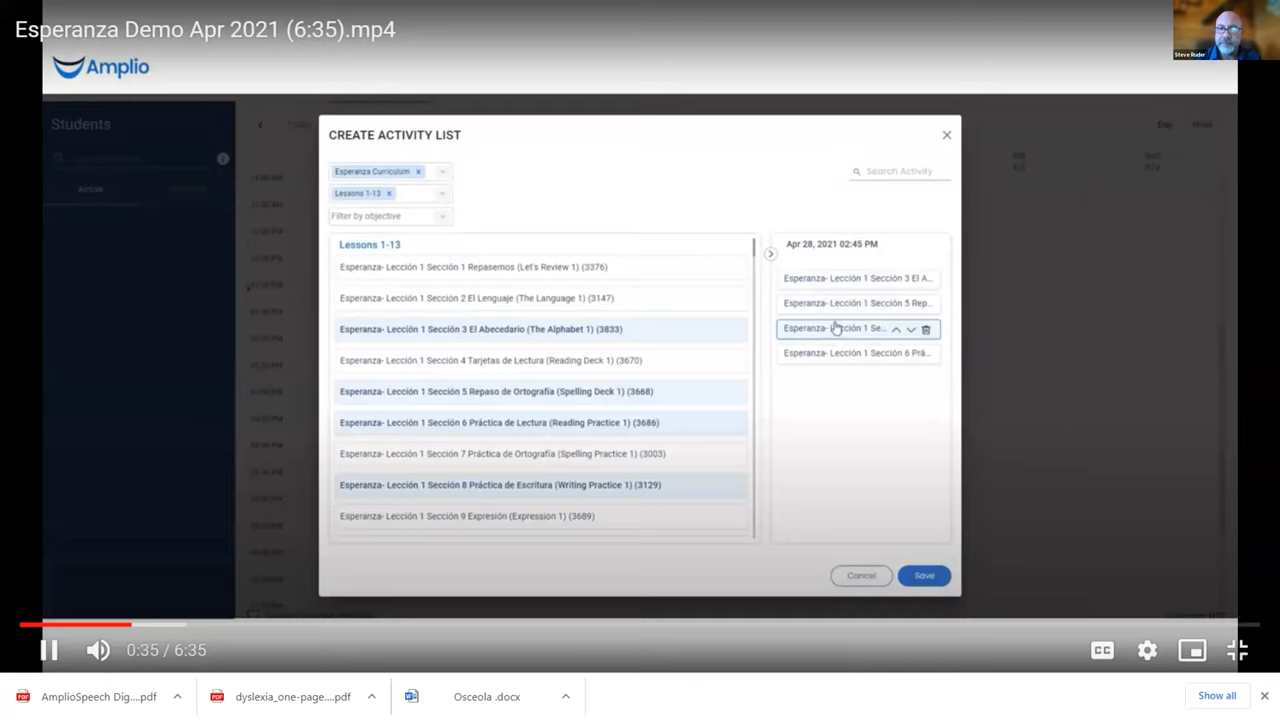 Esperanza Demo Apr 2021 (6:35).mp4
Steve Ruder
Amplio
Students
Active
Day
Week
CREATE ACTIVITY LIST
Esperanza Curriculum
Lessons 1-13
Filter by objective
Search Activity
Lessons 1-13
Esperanza- Lección 1 Sección 1 Repasemos (Let's Review 1) (3376)
Esperanza- Lección 1 Sección 2 El Lenguaje (The Language 1) (3147)
Esperanza- Lección 1 Sección 3 El Abecedario (The Alphabet 1) (3833)
Esperanza- Lección 1 Sección 4 Tarjetas de Lectura (Reading Deck 1) (3670)
Esperanza- Lección 1 Sección 5 Repaso de Ortografía (Spelling Deck 1) (3668)
Esperanza- Lección 1 Sección 6 Práctica de Lectura (Reading Practice 1) (3686)
Esperanza- Lección 1 Sección 7 Práctica de Ortografía (Spelling Practice 1) (3003)
Esperanza- Lección 1 Sección 8 Práctica de Escritura (Writing Practice 1) (3129)
Esperanza- Lección 1 Sección 9 Expresión (Expression 1) (3689)
Apr 28, 2021 02:45 PM
Esperanza- Lección 1 Sección 3 El A...
Esperanza- Lección 1 Sección 5 Rep...
Esperanza- Lección 1 Se...
Esperanza- Lección 1 Sección 6 Prá...
Cancel
Save
0:35 / 6:35
CC
AmplioSpeech Dig....pdf
dyslexia_one-page....pdf
Osceola .docx
Show all